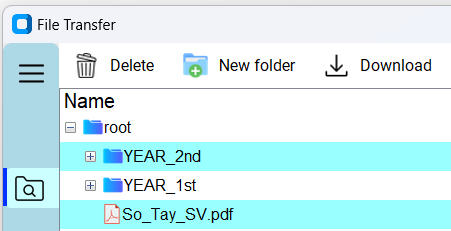 File Transfer
Delete New folder Download
Name
root
YEAR_2nd
YEAR_1st
So_Tay_SV.pdf